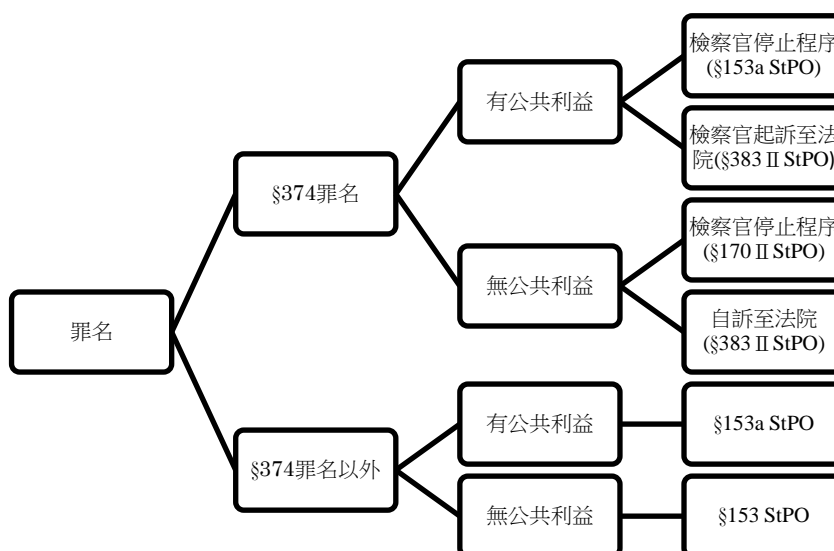 檢察官停止程序
(§153a StPO)
有公共利益
檢察官起訴至法
院(§383 II StPO)
§374罪名
檢察官停止程序
(§170 II StPO)
無公共利益
自訴至法院
(§383 II StPO)
罪名
有公共利益
§153a StPO
§374罪名以外
無公共利益
§153 StPO